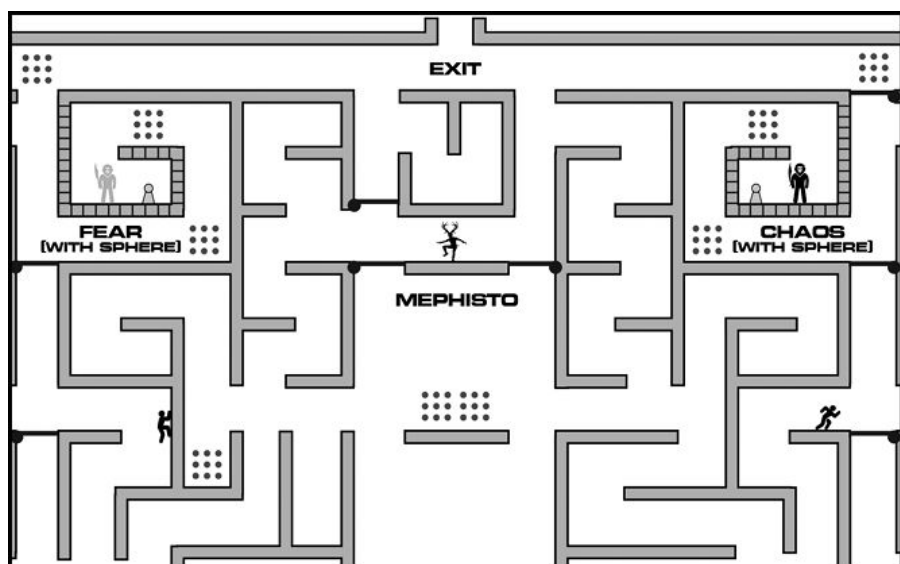 EXIT
FEAR
(WITH SPHERE)
CHAOS
(WITH SPHERE)
MEPHISTO